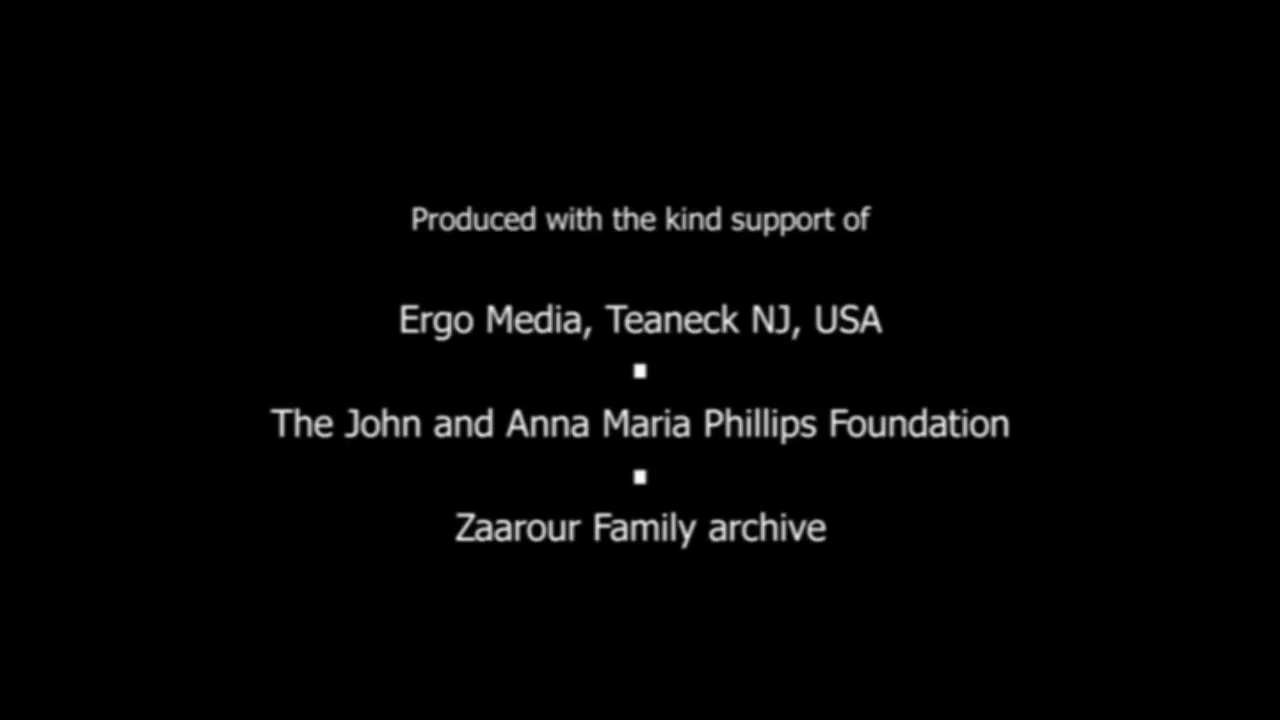 Produced with the kind support of
Ergo Media, Teaneck NJ, USA
The John and Anna Maria Phillips Foundation
Zaarour Family archive